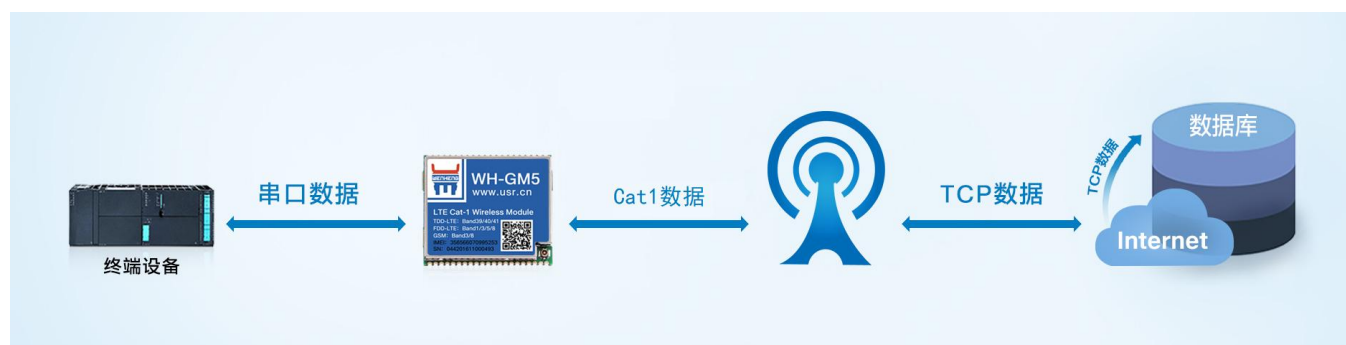 终端设备
串口数据
WENHENG
WH-GM5
www.usr.cn
LTE Cat-1 Wireless Module
TDD-LTE: Band39/40/41
FDD-LTE: Band1/3/5/8
GSM: Band3/8
Cat1数据
TCP数据
TCP数据
数据库
Internet